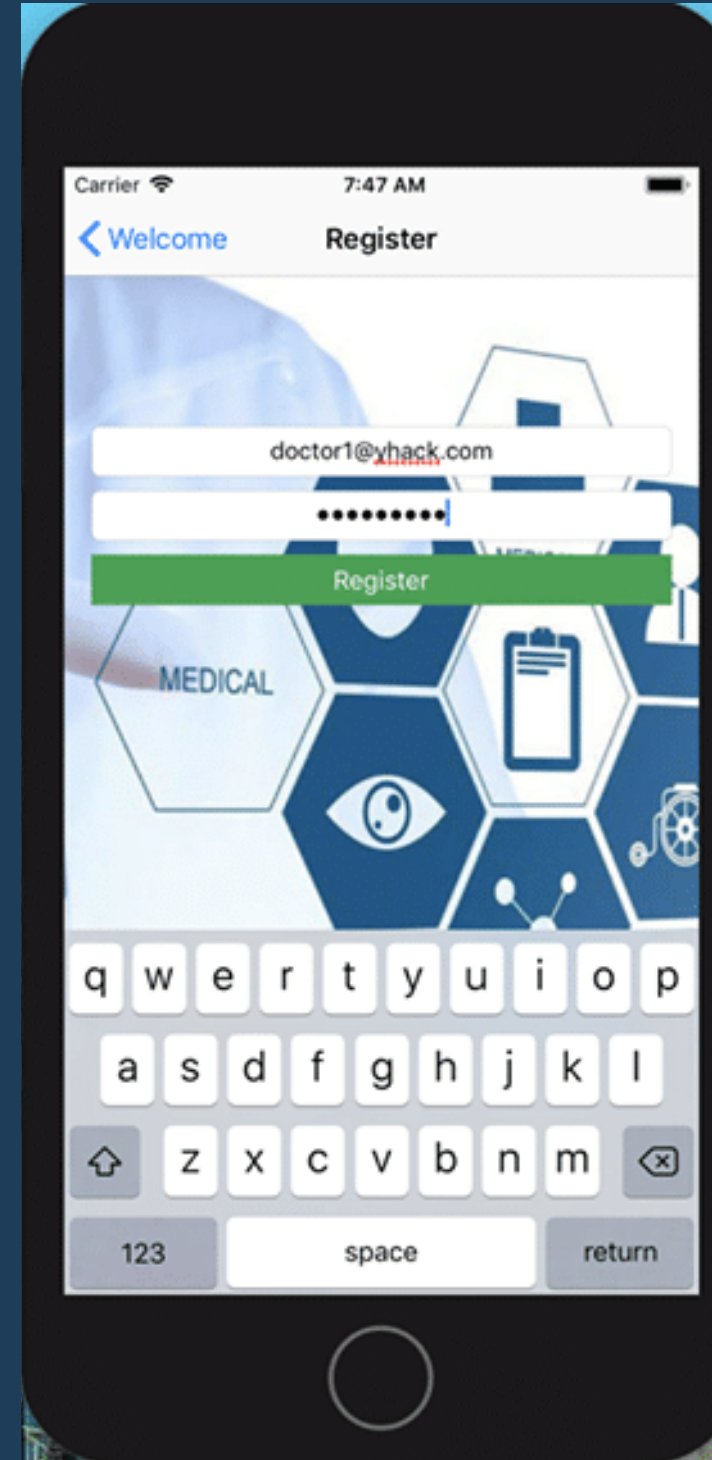 Carrier 7:47 AM
Welcome Register
doctor1@yhack.com
•••••••••
Register
MEDICAL
q w e r t y u i o p
a s d f g h j k l
z x c v b n m
123 space return